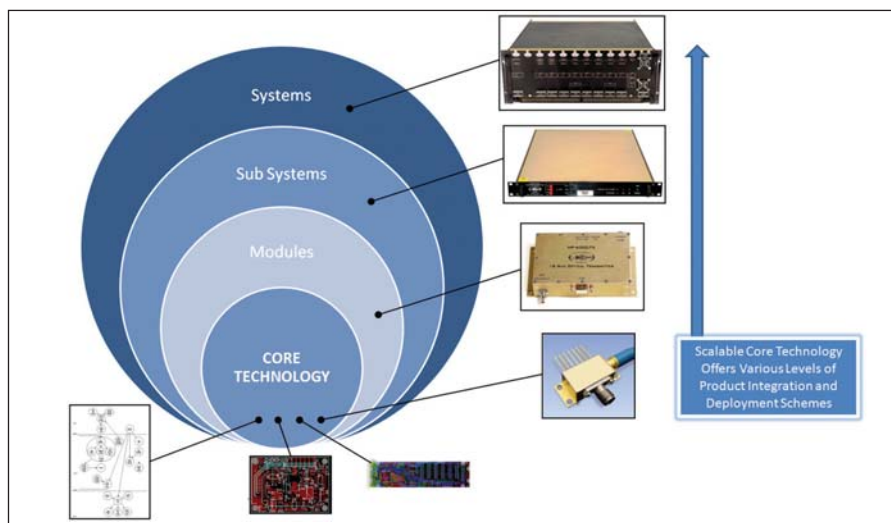 Systems
Sub Systems
Modules
CORE
TECHNOLOGY
Scalable Core Technology
Offers Various Levels of
Product Integration and
Deployment Schemes